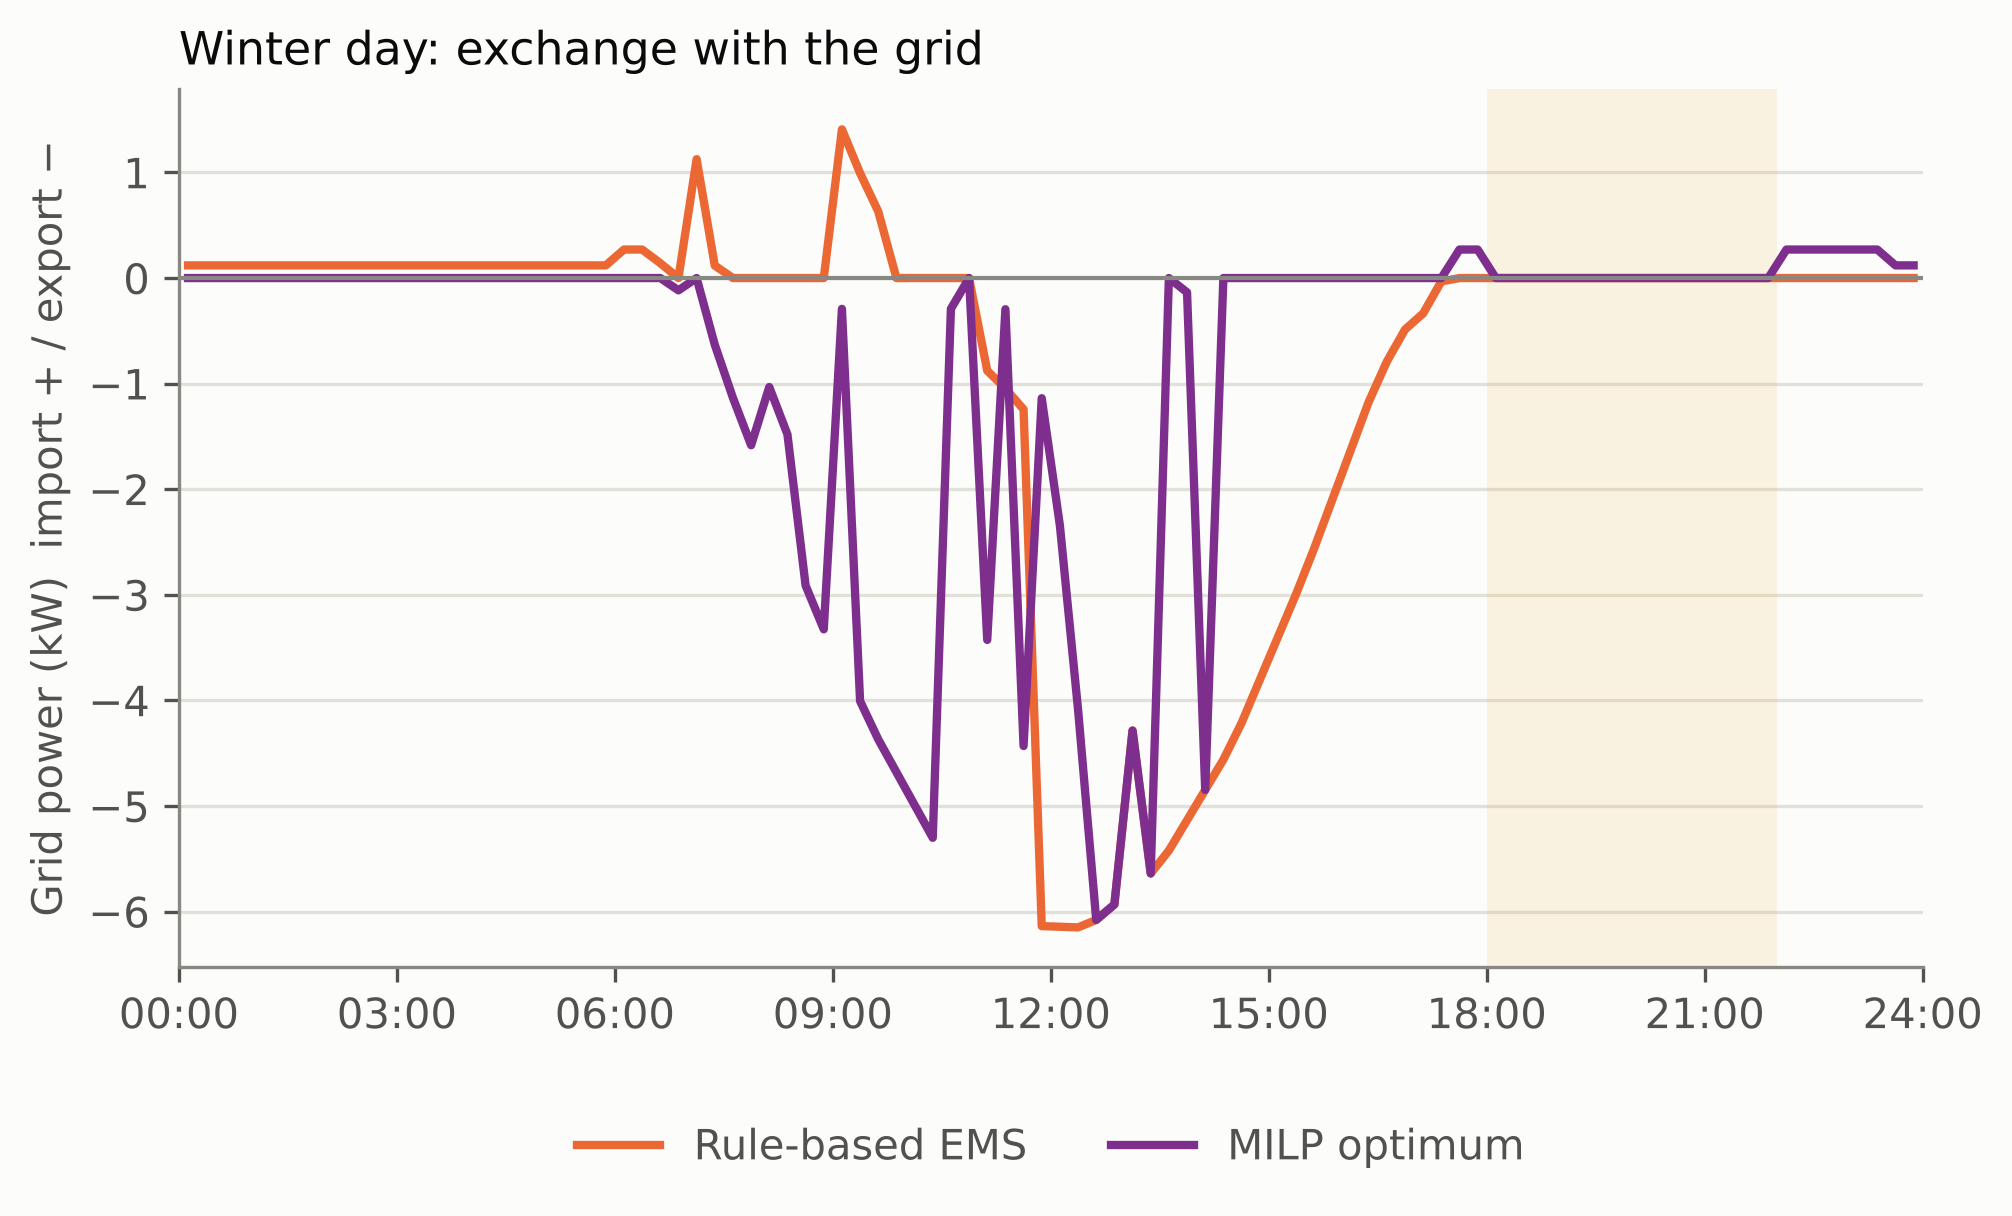 Winter day: exchange with the grid
Grid power (kW)  import + / export −
1
0
−1
−2
−3
−4
−5
−6
00:00 03:00 06:00 09:00 12:00 15:00 18:00 21:00 24:00
Rule-based EMS MILP optimum